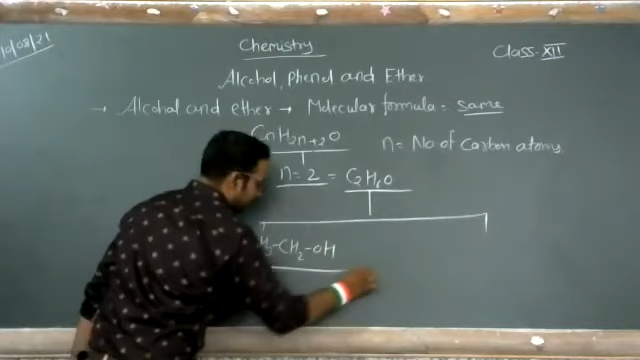 10/08/21
Chemistry
Class-XII
Alcohol, Phenol and Ether
→ Alcohol and ether → Molecular formula = same
CnH2n+2O n = No of Carbon atoms
n = 2 = C2H6O
H3-CH2-OH